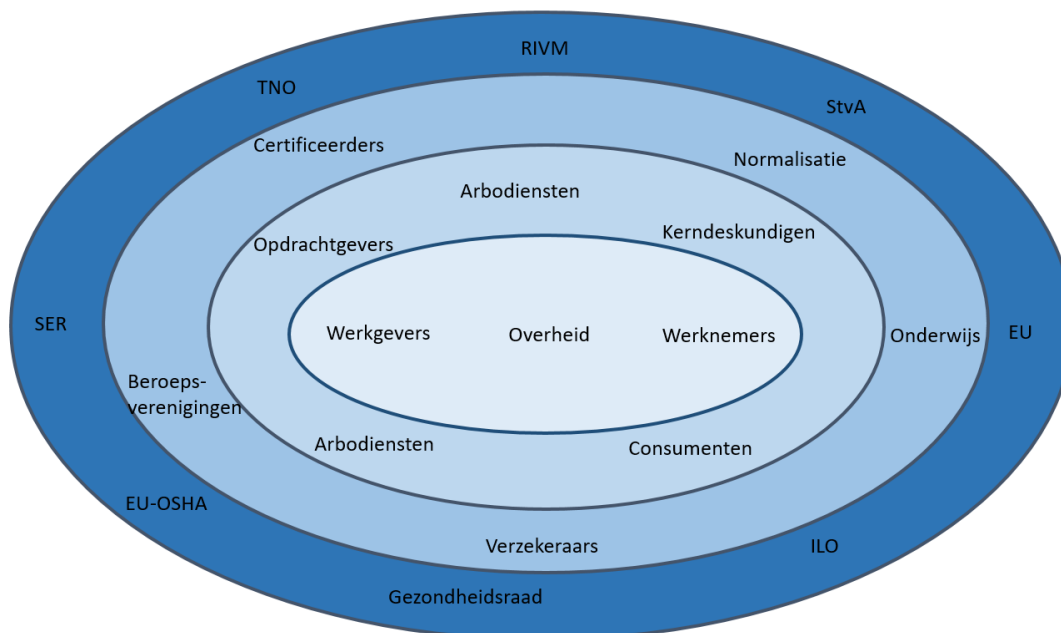 RIVM
TNO
StvA
Certificeerders
Normalisatie
Arbodiensten
Kerndeskundigen
Opdrachtgevers
SER
Werkgevers
Overheid
Werknemers
Onderwijs
EU
Beroeps-
verenigingen
Arbodiensten
Consumenten
EU-OSHA
Verzekeraars
ILO
Gezondheidsraad